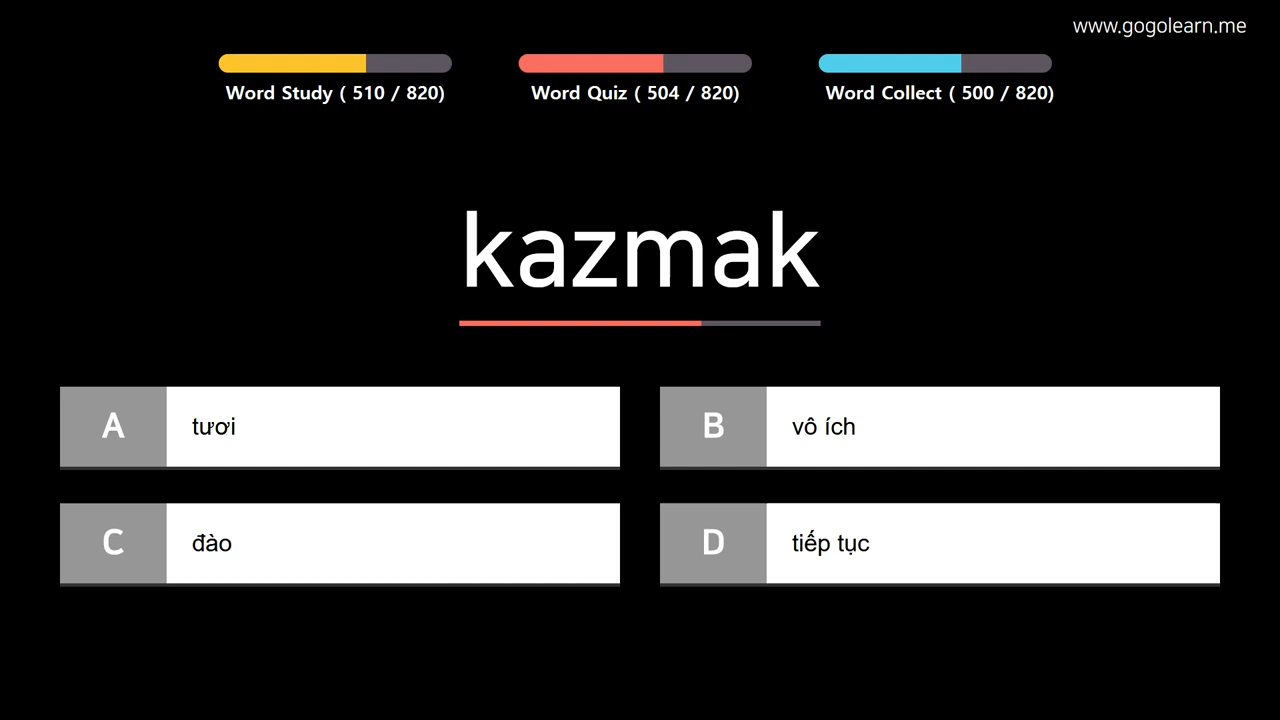 www.gogolearn.me
Word Study ( 510 / 820)
Word Quiz ( 504 / 820)
Word Collect ( 500 / 820)
kazmak
A tươi
B vô ích
C đào
D tiếp tục